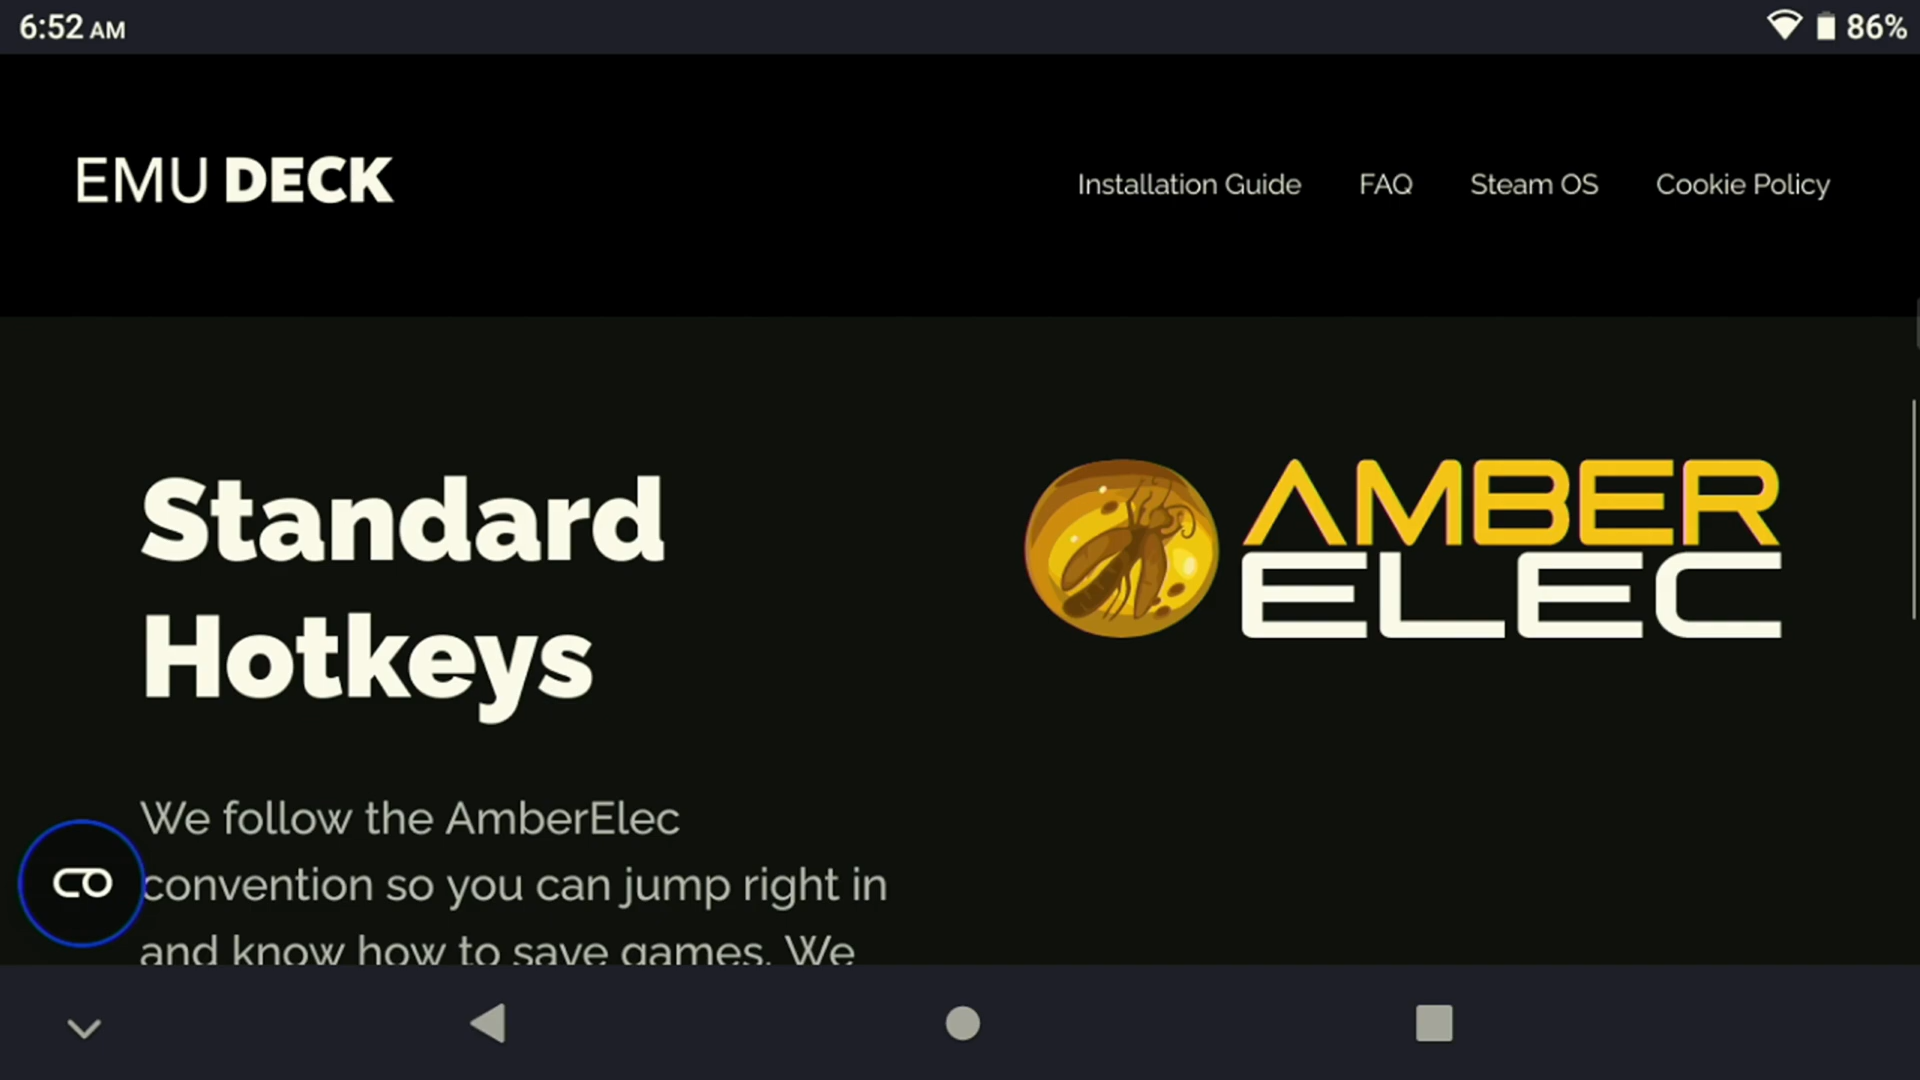 6:52 AM
86%
EMU DECK
Installation Guide FAQ Steam OS Cookie Policy
Standard
Hotkeys
AMBER
ELEC
We follow the AmberElec
convention so you can jump right in
and know how to save games. We